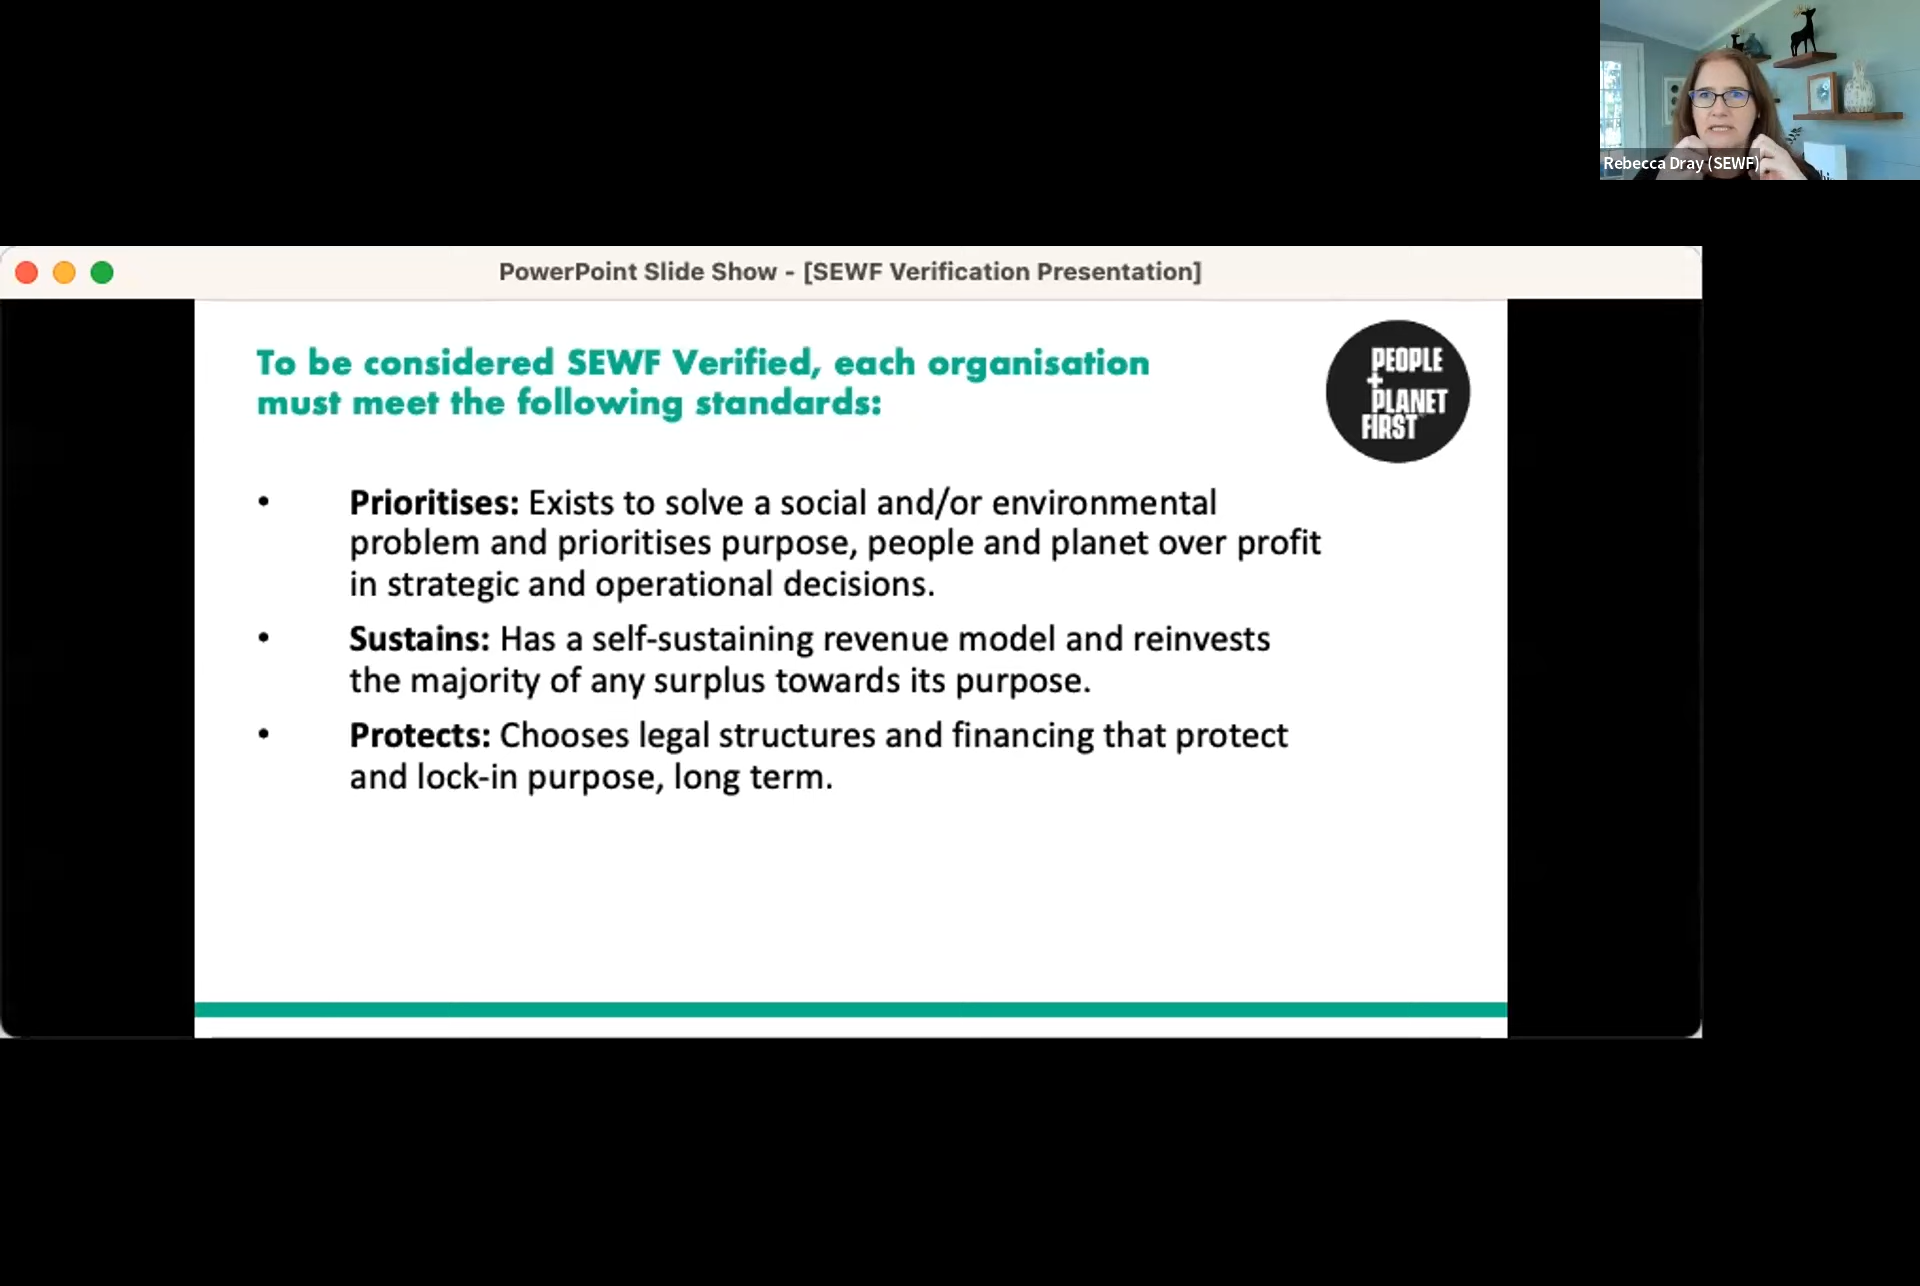 Rebecca Dray (SEWF)
PowerPoint Slide Show - [SEWF Verification Presentation]
To be considered SEWF Verified, each organisation
must meet the following standards:
PEOPLE
+
PLANET
FIRST
• Prioritises: Exists to solve a social and/or environmental
problem and prioritises purpose, people and planet over profit
in strategic and operational decisions.
• Sustains: Has a self-sustaining revenue model and reinvests
the majority of any surplus towards its purpose.
• Protects: Chooses legal structures and financing that protect
and lock-in purpose, long term.